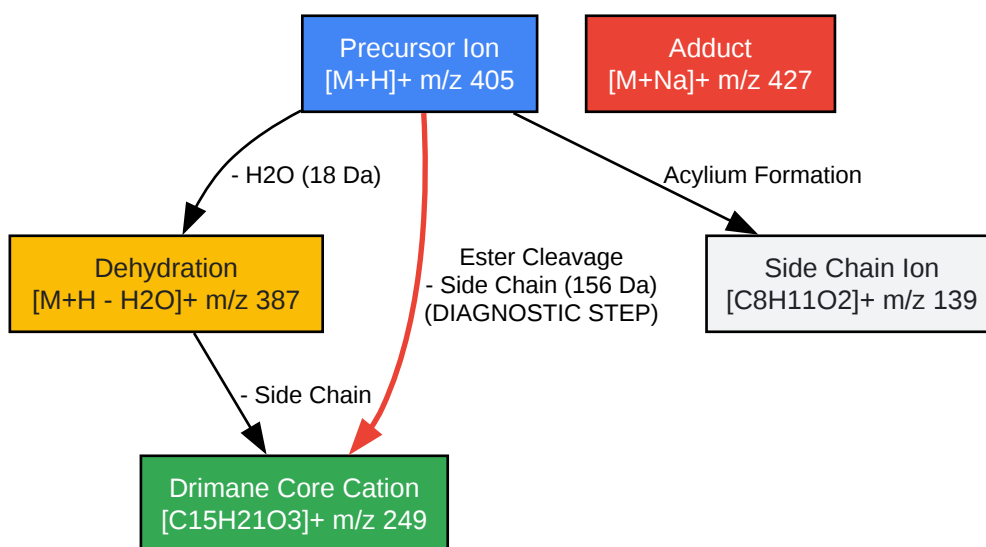 Precursor Ion
[M+H]+ m/z 405
Adduct
[M+Na]+ m/z 427
- H2O (18 Da)
Acylium Formation
Ester Cleavage
- Side Chain (156 Da)
(DIAGNOSTIC STEP)
Dehydration
[M+H - H2O]+ m/z 387
Side Chain Ion
[C8H11O2]+ m/z 139
- Side Chain
Drimane Core Cation
[C15H21O3]+ m/z 249